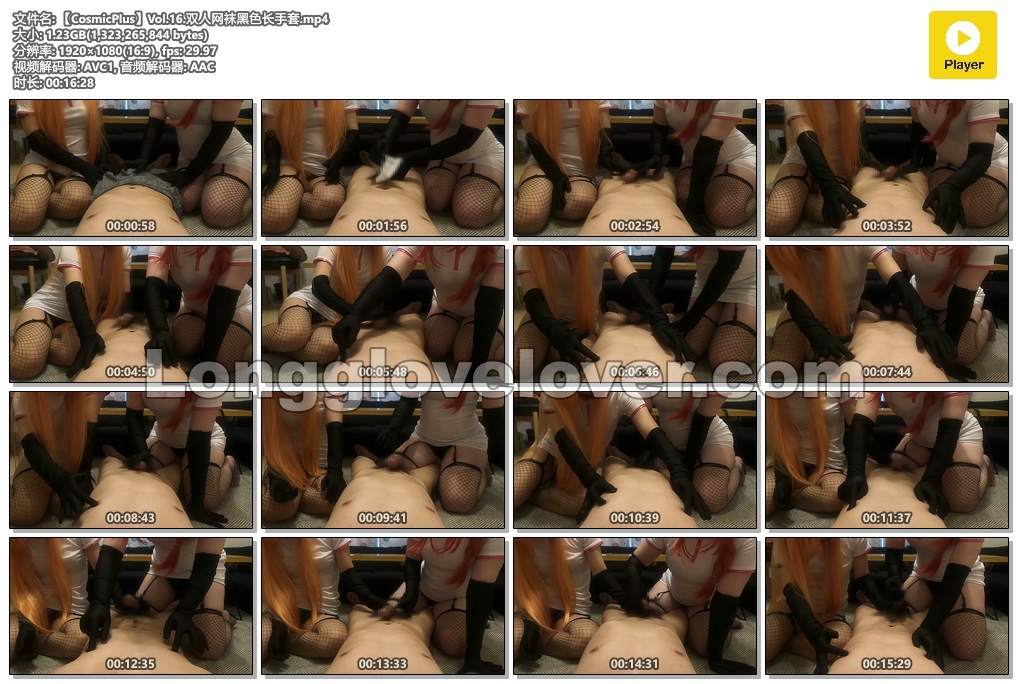 文件名: 【CosmicPlus】Vol.16.双人网袜黑色长手套.mp4
大小: 1.23GB(1,323,265,844 bytes)
分辨率: 1920×1080(16:9), fps: 29.97
视频解码器: AVC1, 音频解码器: AAC
时长: 00:16:28
Player
00:00:58
00:01:56
00:02:54
00:03:52
00:04:50
00:05:48
00:06:46
00:07:44
Longglovelover.com
00:08:43
00:09:41
00:10:39
00:11:37
00:12:35
00:13:33
00:14:31
00:15:29